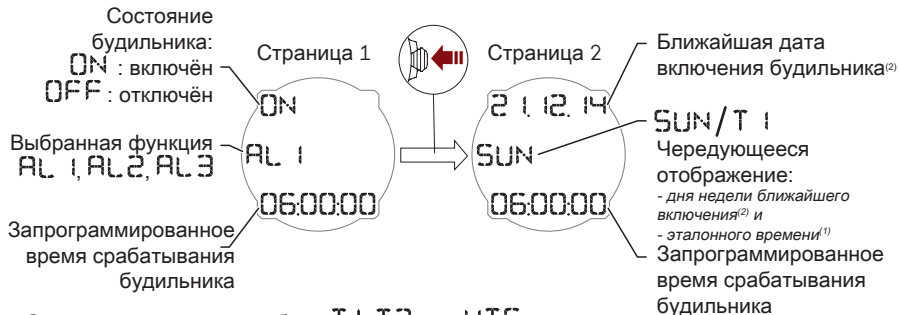 Состояние
будильника:
ON : включён
OFF : отключён
Выбранная функция
AL 1, AL2, AL3
Запрограммированное
время срабатывания
будильника
Страница 1
ON
AL 1
06:00:00
Страница 2
21.12.14
SUN
06:00:00
Ближайшая дата
включения будильника(2)
SUN/T1
Чередующееся
отображение:
- дня недели ближайшего
включения(2) и
- эталонного времени(1)
Запрограммированное
время срабатывания
будильника